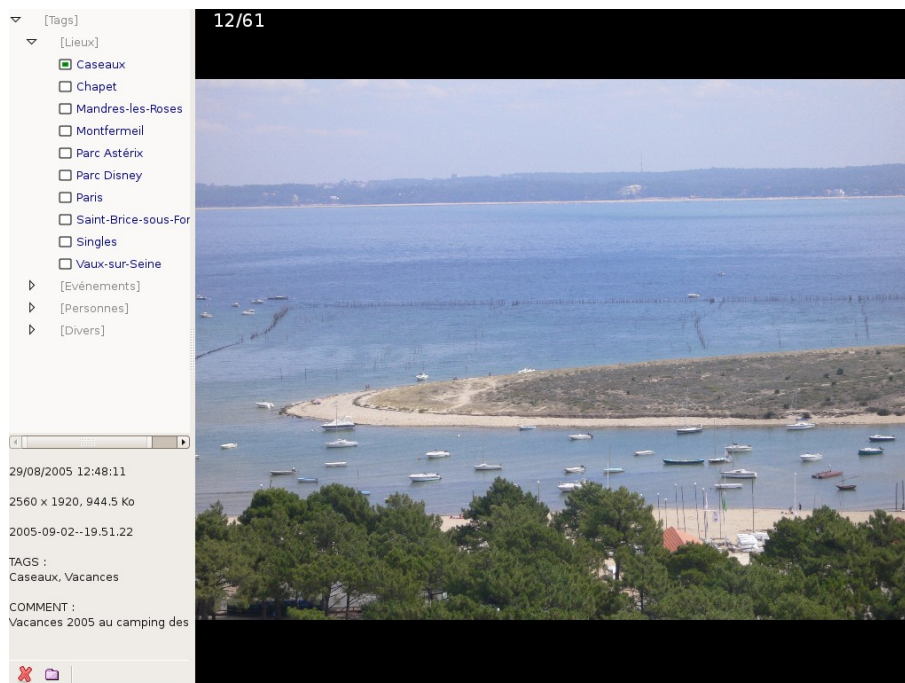 [Tags]
[Lieux]
Caseaux
Chapet
Mandres-les-Roses
Montfermeil
Parc Astérix
Parc Disney
Paris
Saint-Brice-sous-For
Singles
Vaux-sur-Seine
[Evénements]
[Personnes]
[Divers]
29/08/2005 12:48:11
2560 x 1920, 944.5 Ko
2005-09-02--19.51.22
TAGS :
Caseaux, Vacances
COMMENT :
Vacances 2005 au camping des
12/61